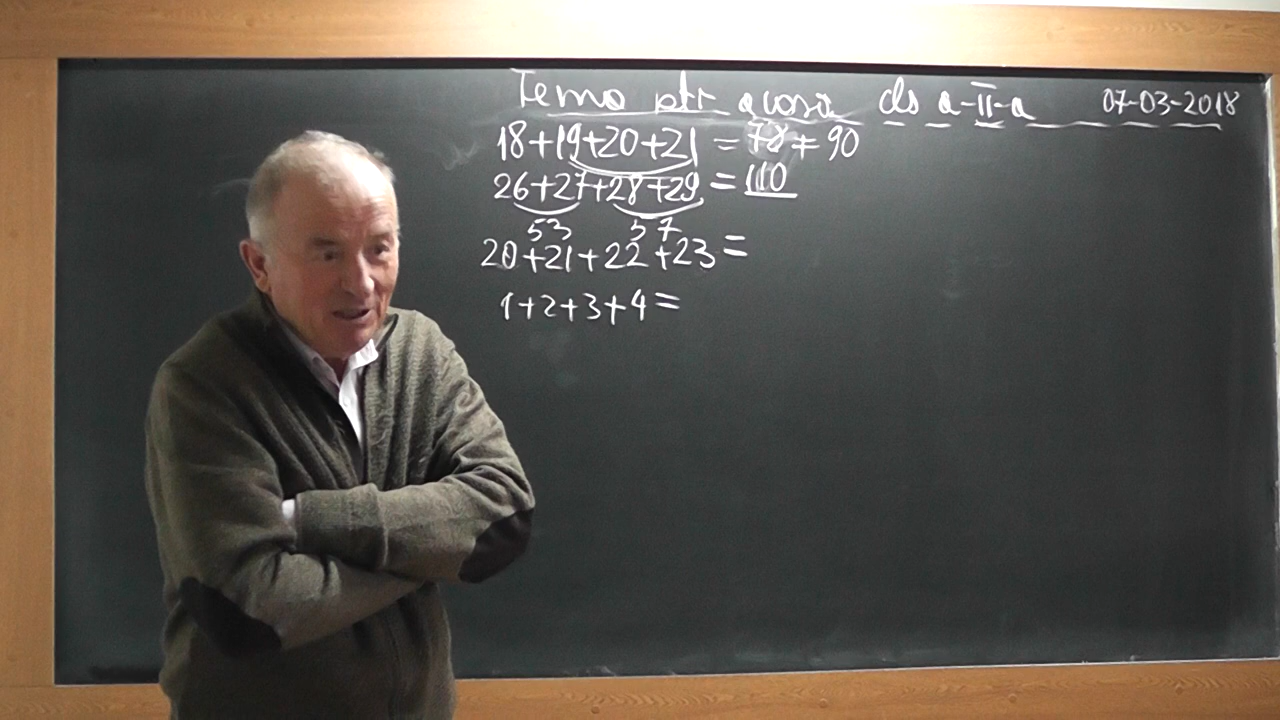 Tema ptr acasă cls a-II-a 07-03-2018
18+19+20+21 = 78 + 90
26+27+28+29 = 110
53 57
20+21+22+23 =
1+2+3+4 =